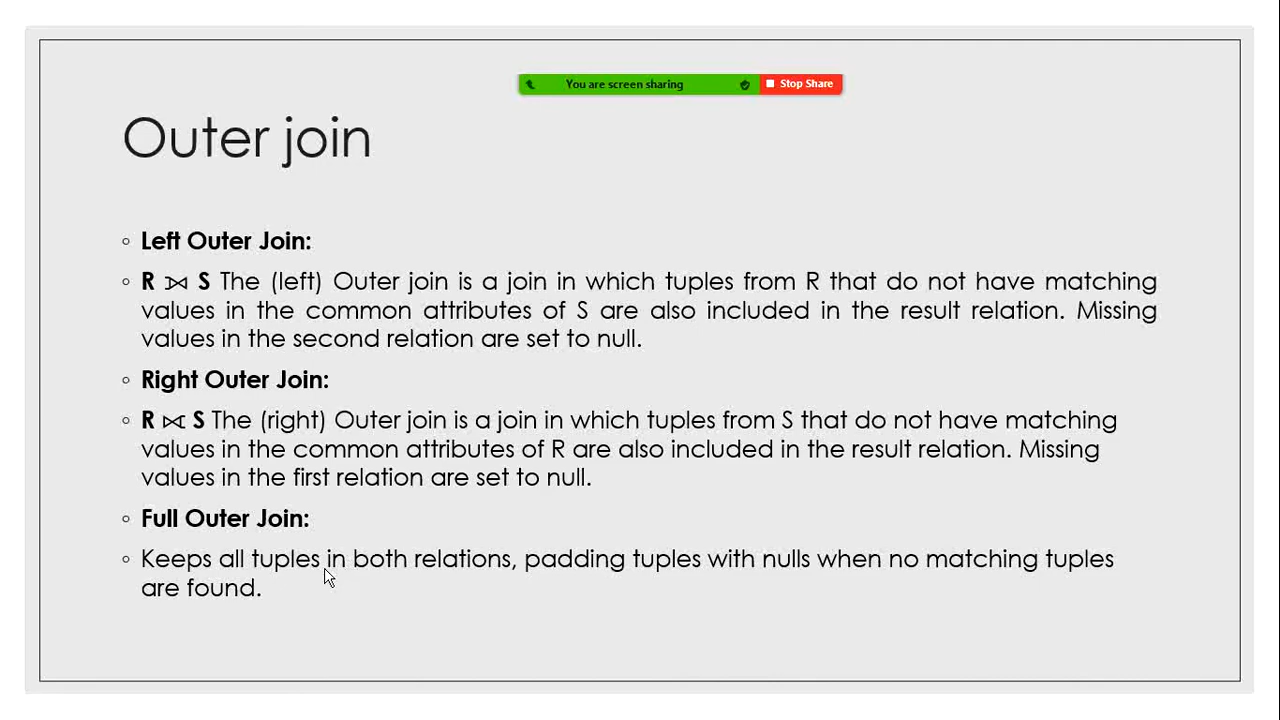 You are screen sharing Stop Share
Outer join
Left Outer Join:
R ⟕ S The (left) Outer join is a join in which tuples from R that do not have matching
values in the common attributes of S are also included in the result relation. Missing
values in the second relation are set to null.
Right Outer Join:
R ⟖ S The (right) Outer join is a join in which tuples from S that do not have matching
values in the common attributes of R are also included in the result relation. Missing
values in the first relation are set to null.
Full Outer Join:
Keeps all tuples in both relations, padding tuples with nulls when no matching tuples
are found.